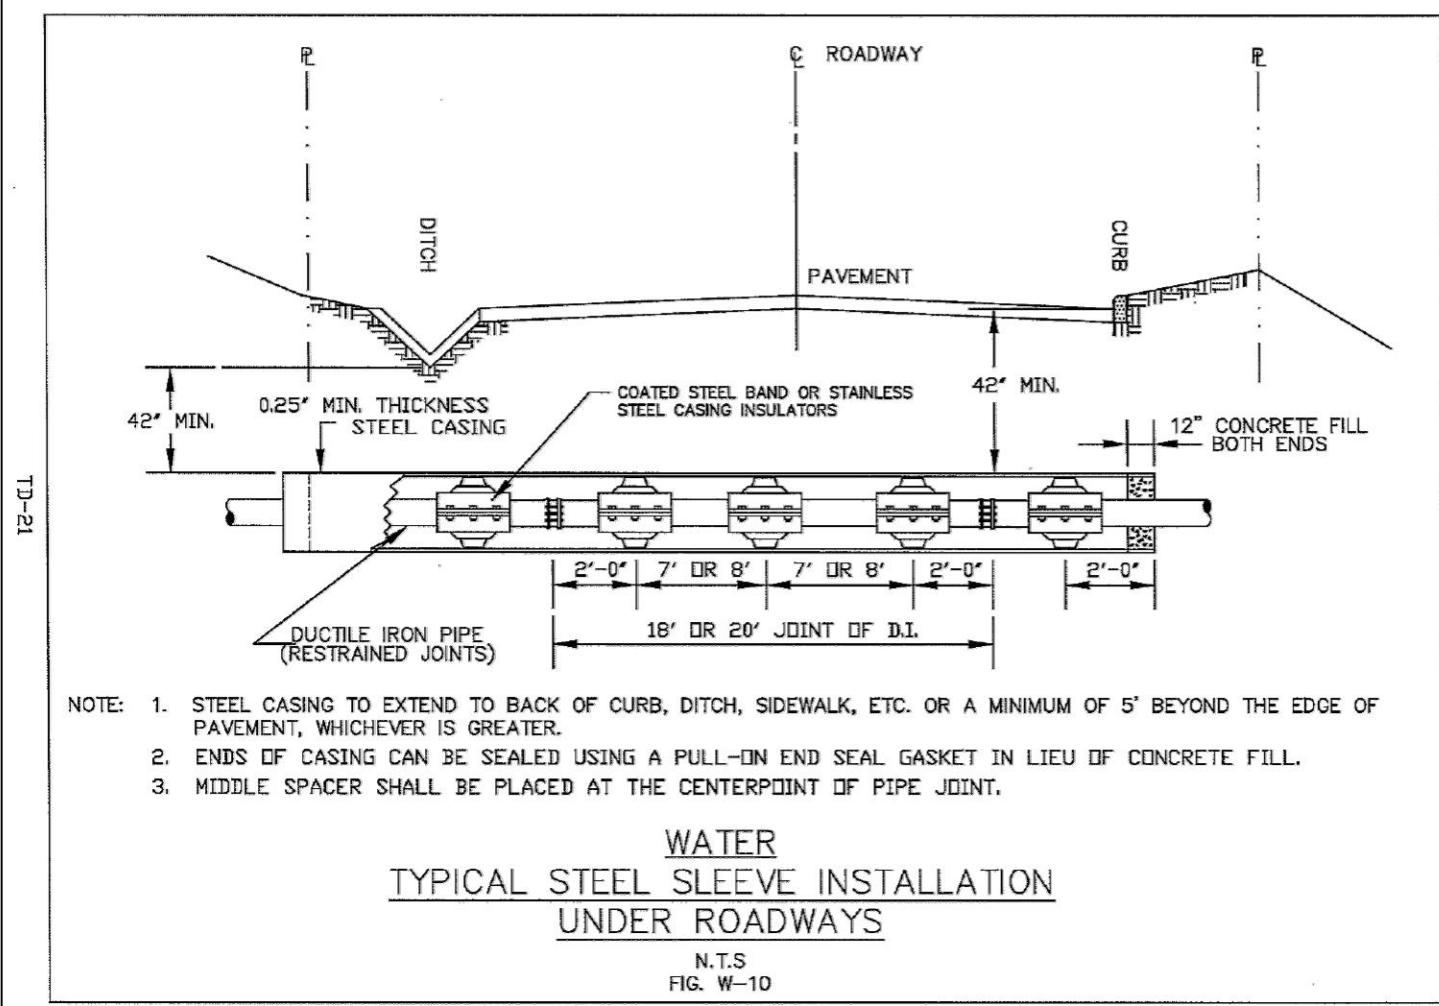 ℄ ROADWAY
℄
℄
DITCH
CURB
PAVEMENT
42" MIN.
0.25" MIN. THICKNESS
STEEL CASING
COATED STEEL BAND OR STAINLESS
STEEL CASING INSULATORS
42" MIN.
12" CONCRETE FILL
BOTH ENDS
TD-21
2'-0"
7' OR 8'
7' OR 8'
2'-0"
2'-0"
18' OR 20' JOINT OF D.I.
DUCTILE IRON PIPE
(RESTRAINED JOINTS)
NOTE: 1. STEEL CASING TO EXTEND TO BACK OF CURB, DITCH, SIDEWALK, ETC. OR A MINIMUM OF 5' BEYOND THE EDGE OF
PAVEMENT, WHICHEVER IS GREATER.
2. ENDS OF CASING CAN BE SEALED USING A PULL-ON END SEAL GASKET IN LIEU OF CONCRETE FILL.
3. MIDDLE SPACER SHALL BE PLACED AT THE CENTERPOINT OF PIPE JOINT.
WATER
TYPICAL STEEL SLEEVE INSTALLATION
UNDER ROADWAYS
N.T.S
FIG. W-10